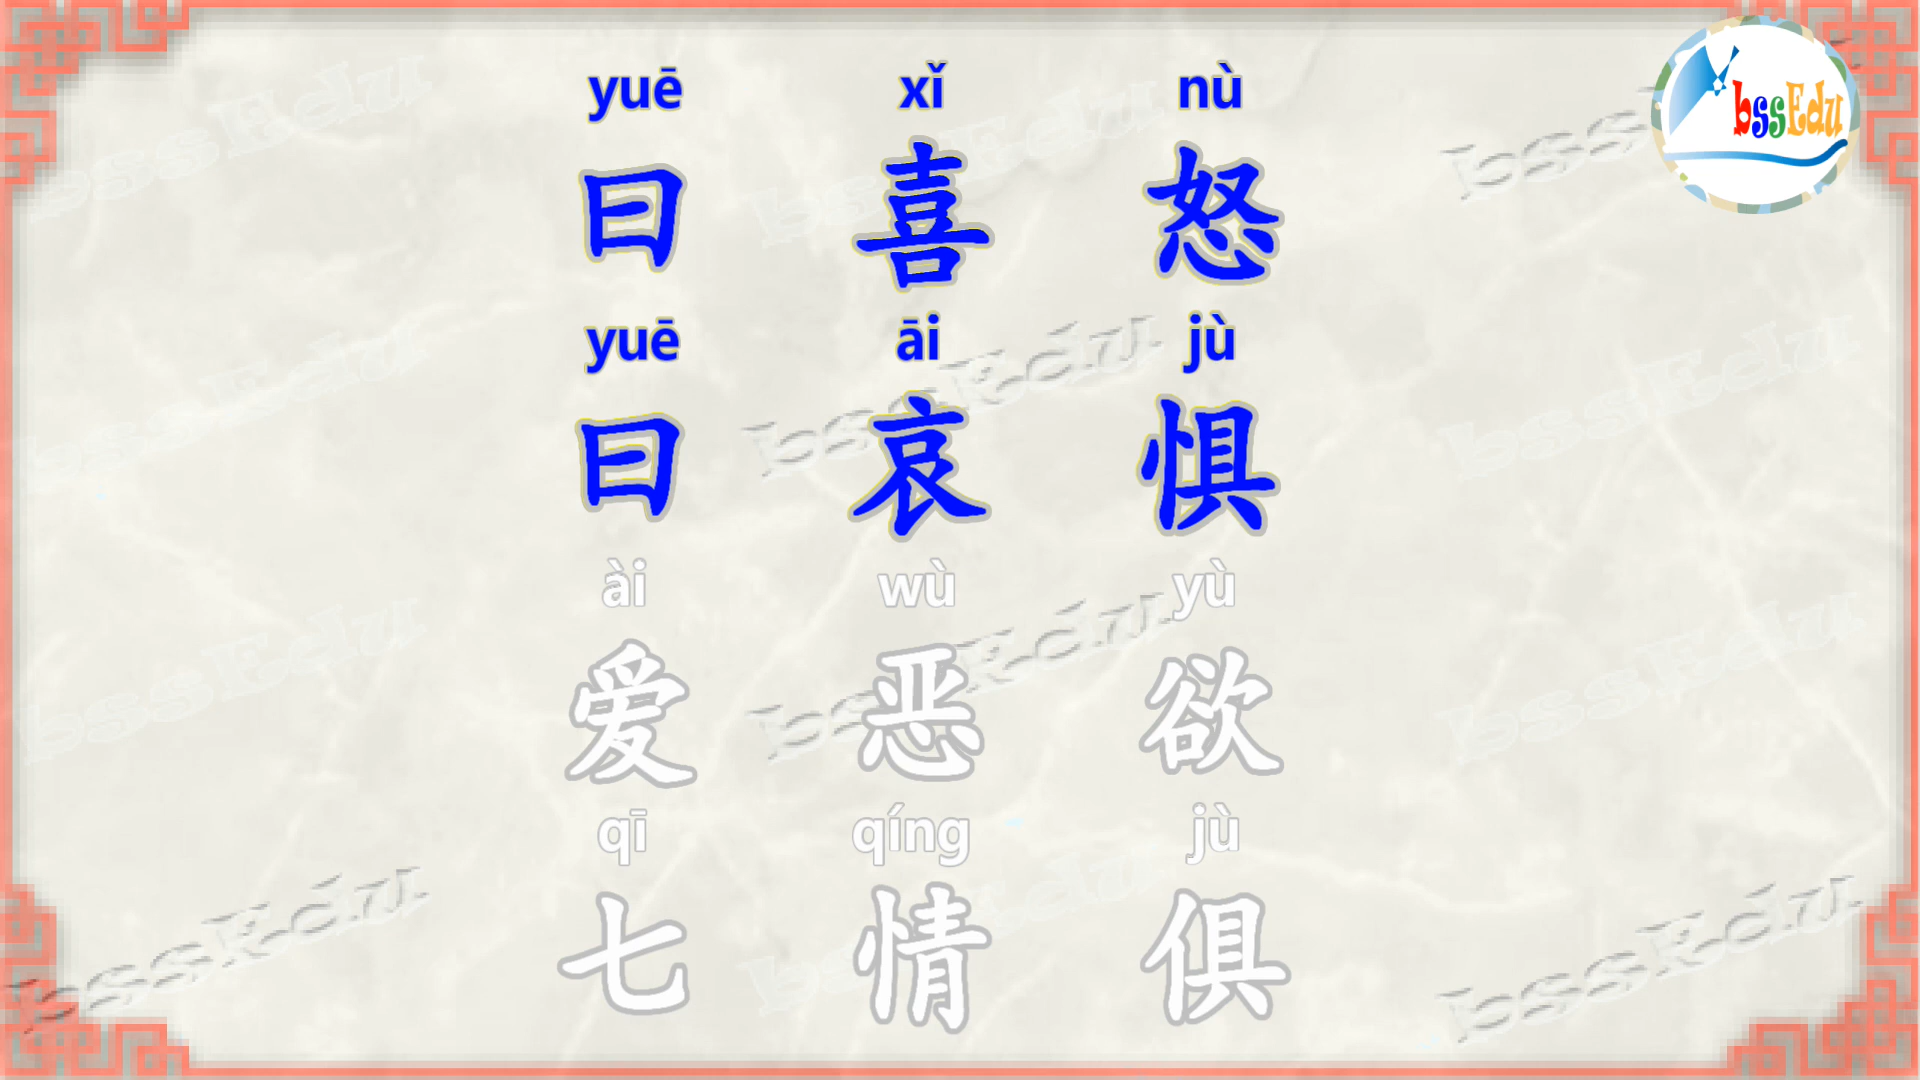 yuē xǐ nù
曰 喜 怒
yuē āi jù
曰 哀 惧
ài wù yù
爱 恶 欲
qī qíng jù
七 情 俱
bssEdu